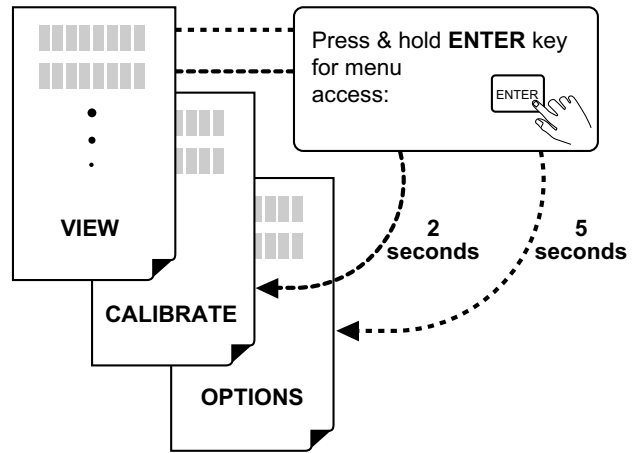 Press & hold ENTER key
for menu
access:
ENTER
VIEW
2
seconds
5
seconds
CALIBRATE
OPTIONS